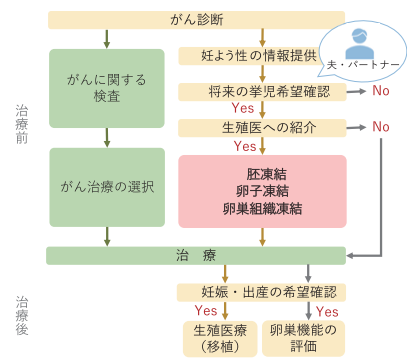 がん診断
妊よう性の情報提供
夫・パートナー
がんに関する
検査
将来の挙児希望確認
No
Yes
生殖医への紹介
No
Yes
治療前
がん治療の選択
胚凍結
卵子凍結
卵巣組織凍結
治 療
治療後
妊娠・出産の希望確認
Yes
Yes
生殖医療
（移植）
卵巣機能の
評価